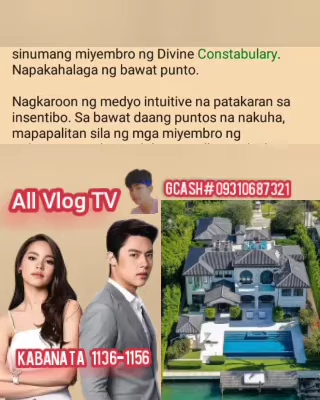 sinumang miyembro ng Divine Constabulary.
Napakahalaga ng bawat punto.
Nagkaroon ng medyo intuitive na patakaran sa
insentibo. Sa bawat daang puntos na nakuha,
mapapalitan sila ng mga miyembro ng
All Vlog TV
GCASH#09310687321
KABANATA 1136-1156